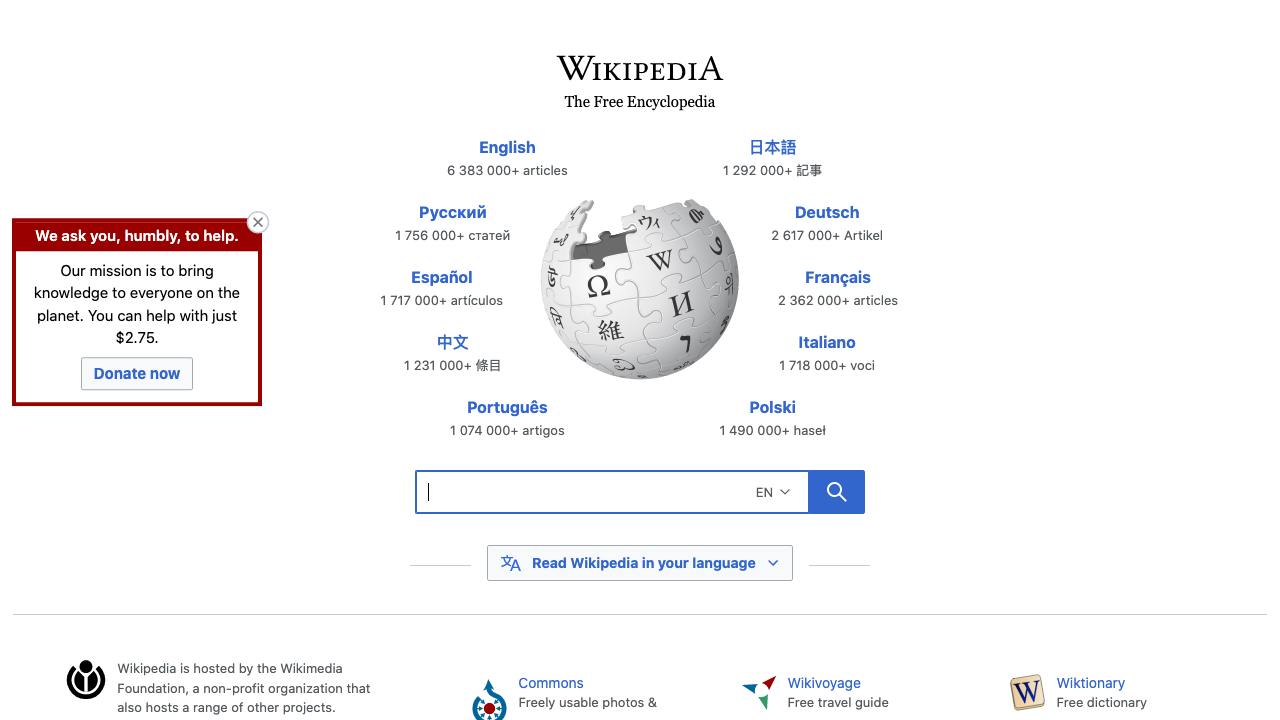 WIKIPEDIA
The Free Encyclopedia
English
6 383 000+ articles
日本語
1 292 000+ 記事
Русский
1 756 000+ статей
Deutsch
2 617 000+ Artikel
Español
1 717 000+ artículos
Français
2 362 000+ articles
中文
1 231 000+ 條目
Italiano
1 718 000+ voci
Português
1 074 000+ artigos
Polski
1 490 000+ haseł
Ω
W
И
維
We ask you, humbly, to help.
Our mission is to bring
knowledge to everyone on the
planet. You can help with just
$2.75.
Donate now
EN
Read Wikipedia in your language
Wikipedia is hosted by the Wikimedia
Foundation, a non-profit organization that
also hosts a range of other projects.
Commons
Freely usable photos &
Wikivoyage
Free travel guide
W
Wiktionary
Free dictionary